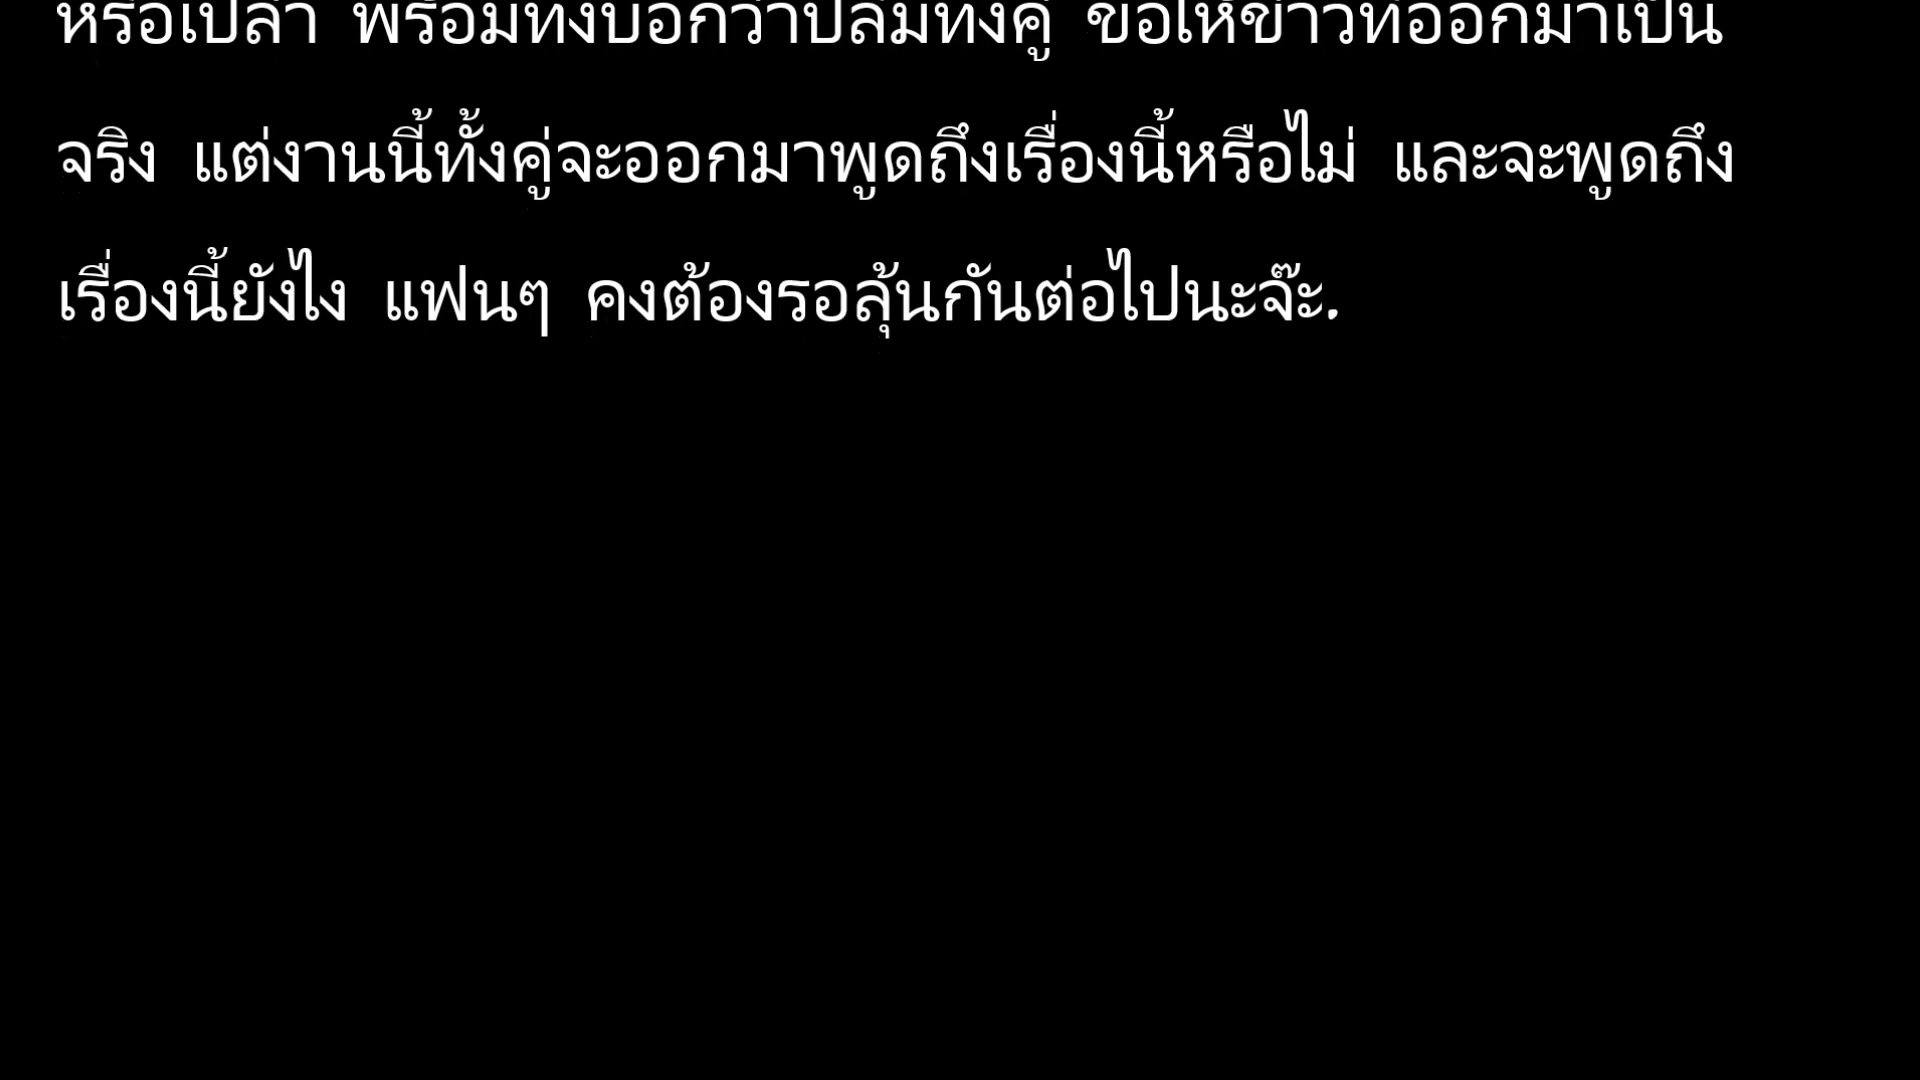 หรือเปล่า พร้อมทั้งบอกว่าปลื้มทั้งคู่ ขอให้ข่าวที่ออกมาเป็น
จริง แต่งานนี้ทั้งคู่จะออกมาพูดถึงเรื่องนี้หรือไม่ และจะพูดถึง
เรื่องนี้ยังไง แฟนๆ คงต้องรอลุ้นกันต่อไปนะจ๊ะ.